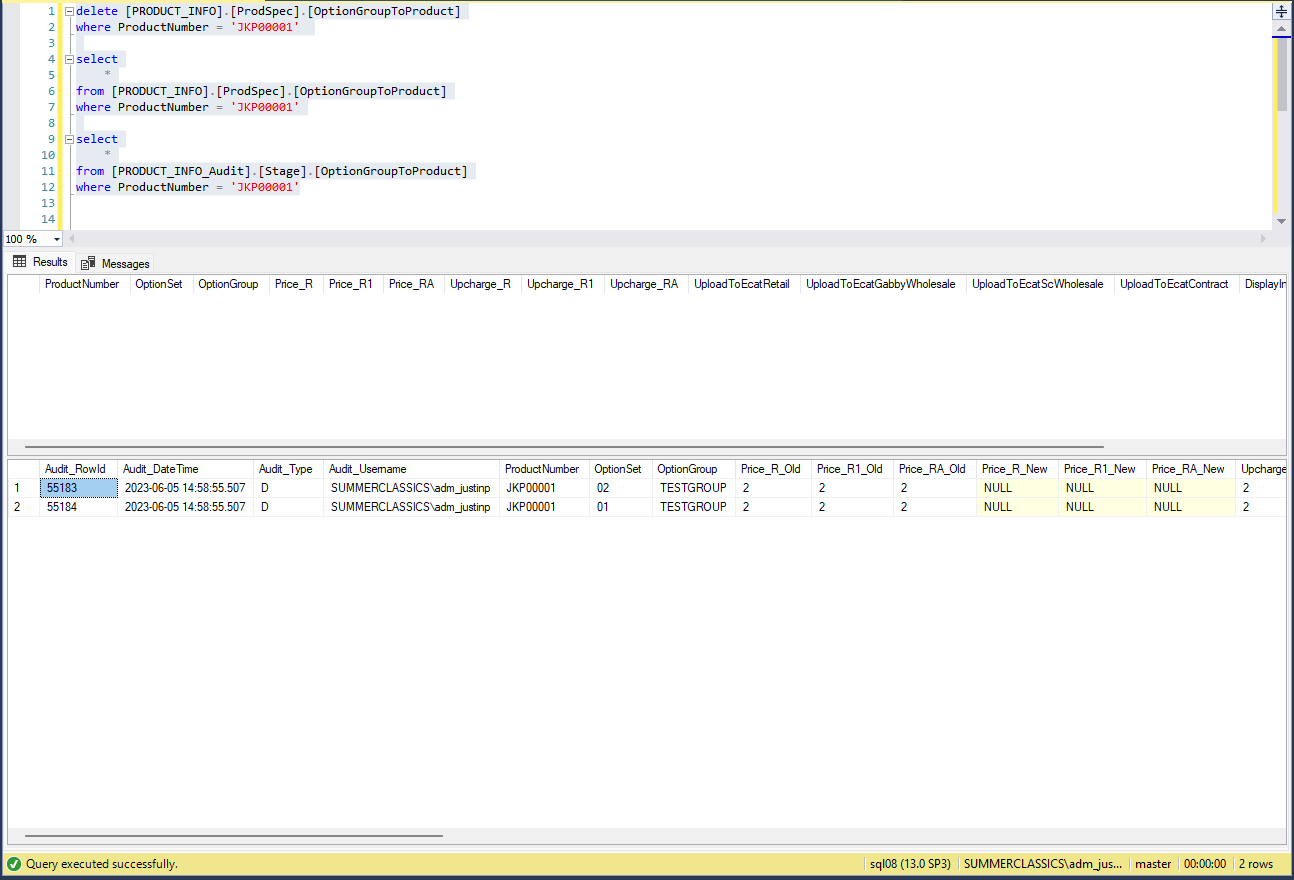 1 delete [PRODUCT_INFO].[ProdSpec].[OptionGroupToProduct]
2 where ProductNumber = 'JKP00001'
3
4 select
5 *
6 from [PRODUCT_INFO].[ProdSpec].[OptionGroupToProduct]
7 where ProductNumber = 'JKP00001'
8
9 select
10 *
11 from [PRODUCT_INFO_Audit].[Stage].[OptionGroupToProduct]
12 where ProductNumber = 'JKP00001'
13
14
100 %
Results Messages
ProductNumber OptionSet OptionGroup Price_R Price_R1 Price_RA Upcharge_R Upcharge_R1 Upcharge_RA UploadToEcatRetail UploadToEcatGabbyWholesale UploadToEcatScWholesale UploadToEcatContract DisplayIn
Audit_RowId Audit_DateTime Audit_Type Audit_Username ProductNumber OptionSet OptionGroup Price_R_Old Price_R1_Old Price_RA_Old Price_R_New Price_R1_New Price_RA_New Upcharge
1 55183 2023-06-05 14:58:55.507 D SUMMERCLASSICS\adm_justinp JKP00001 02 TESTGROUP 2 2 2 NULL NULL NULL 2
2 55184 2023-06-05 14:58:55.507 D SUMMERCLASSICS\adm_justinp JKP00001 01 TESTGROUP 2 2 2 NULL NULL NULL 2
Query executed successfully. sql08 (13.0 SP3) SUMMERCLASSICS\adm_jus... master 00:00:00 2 rows